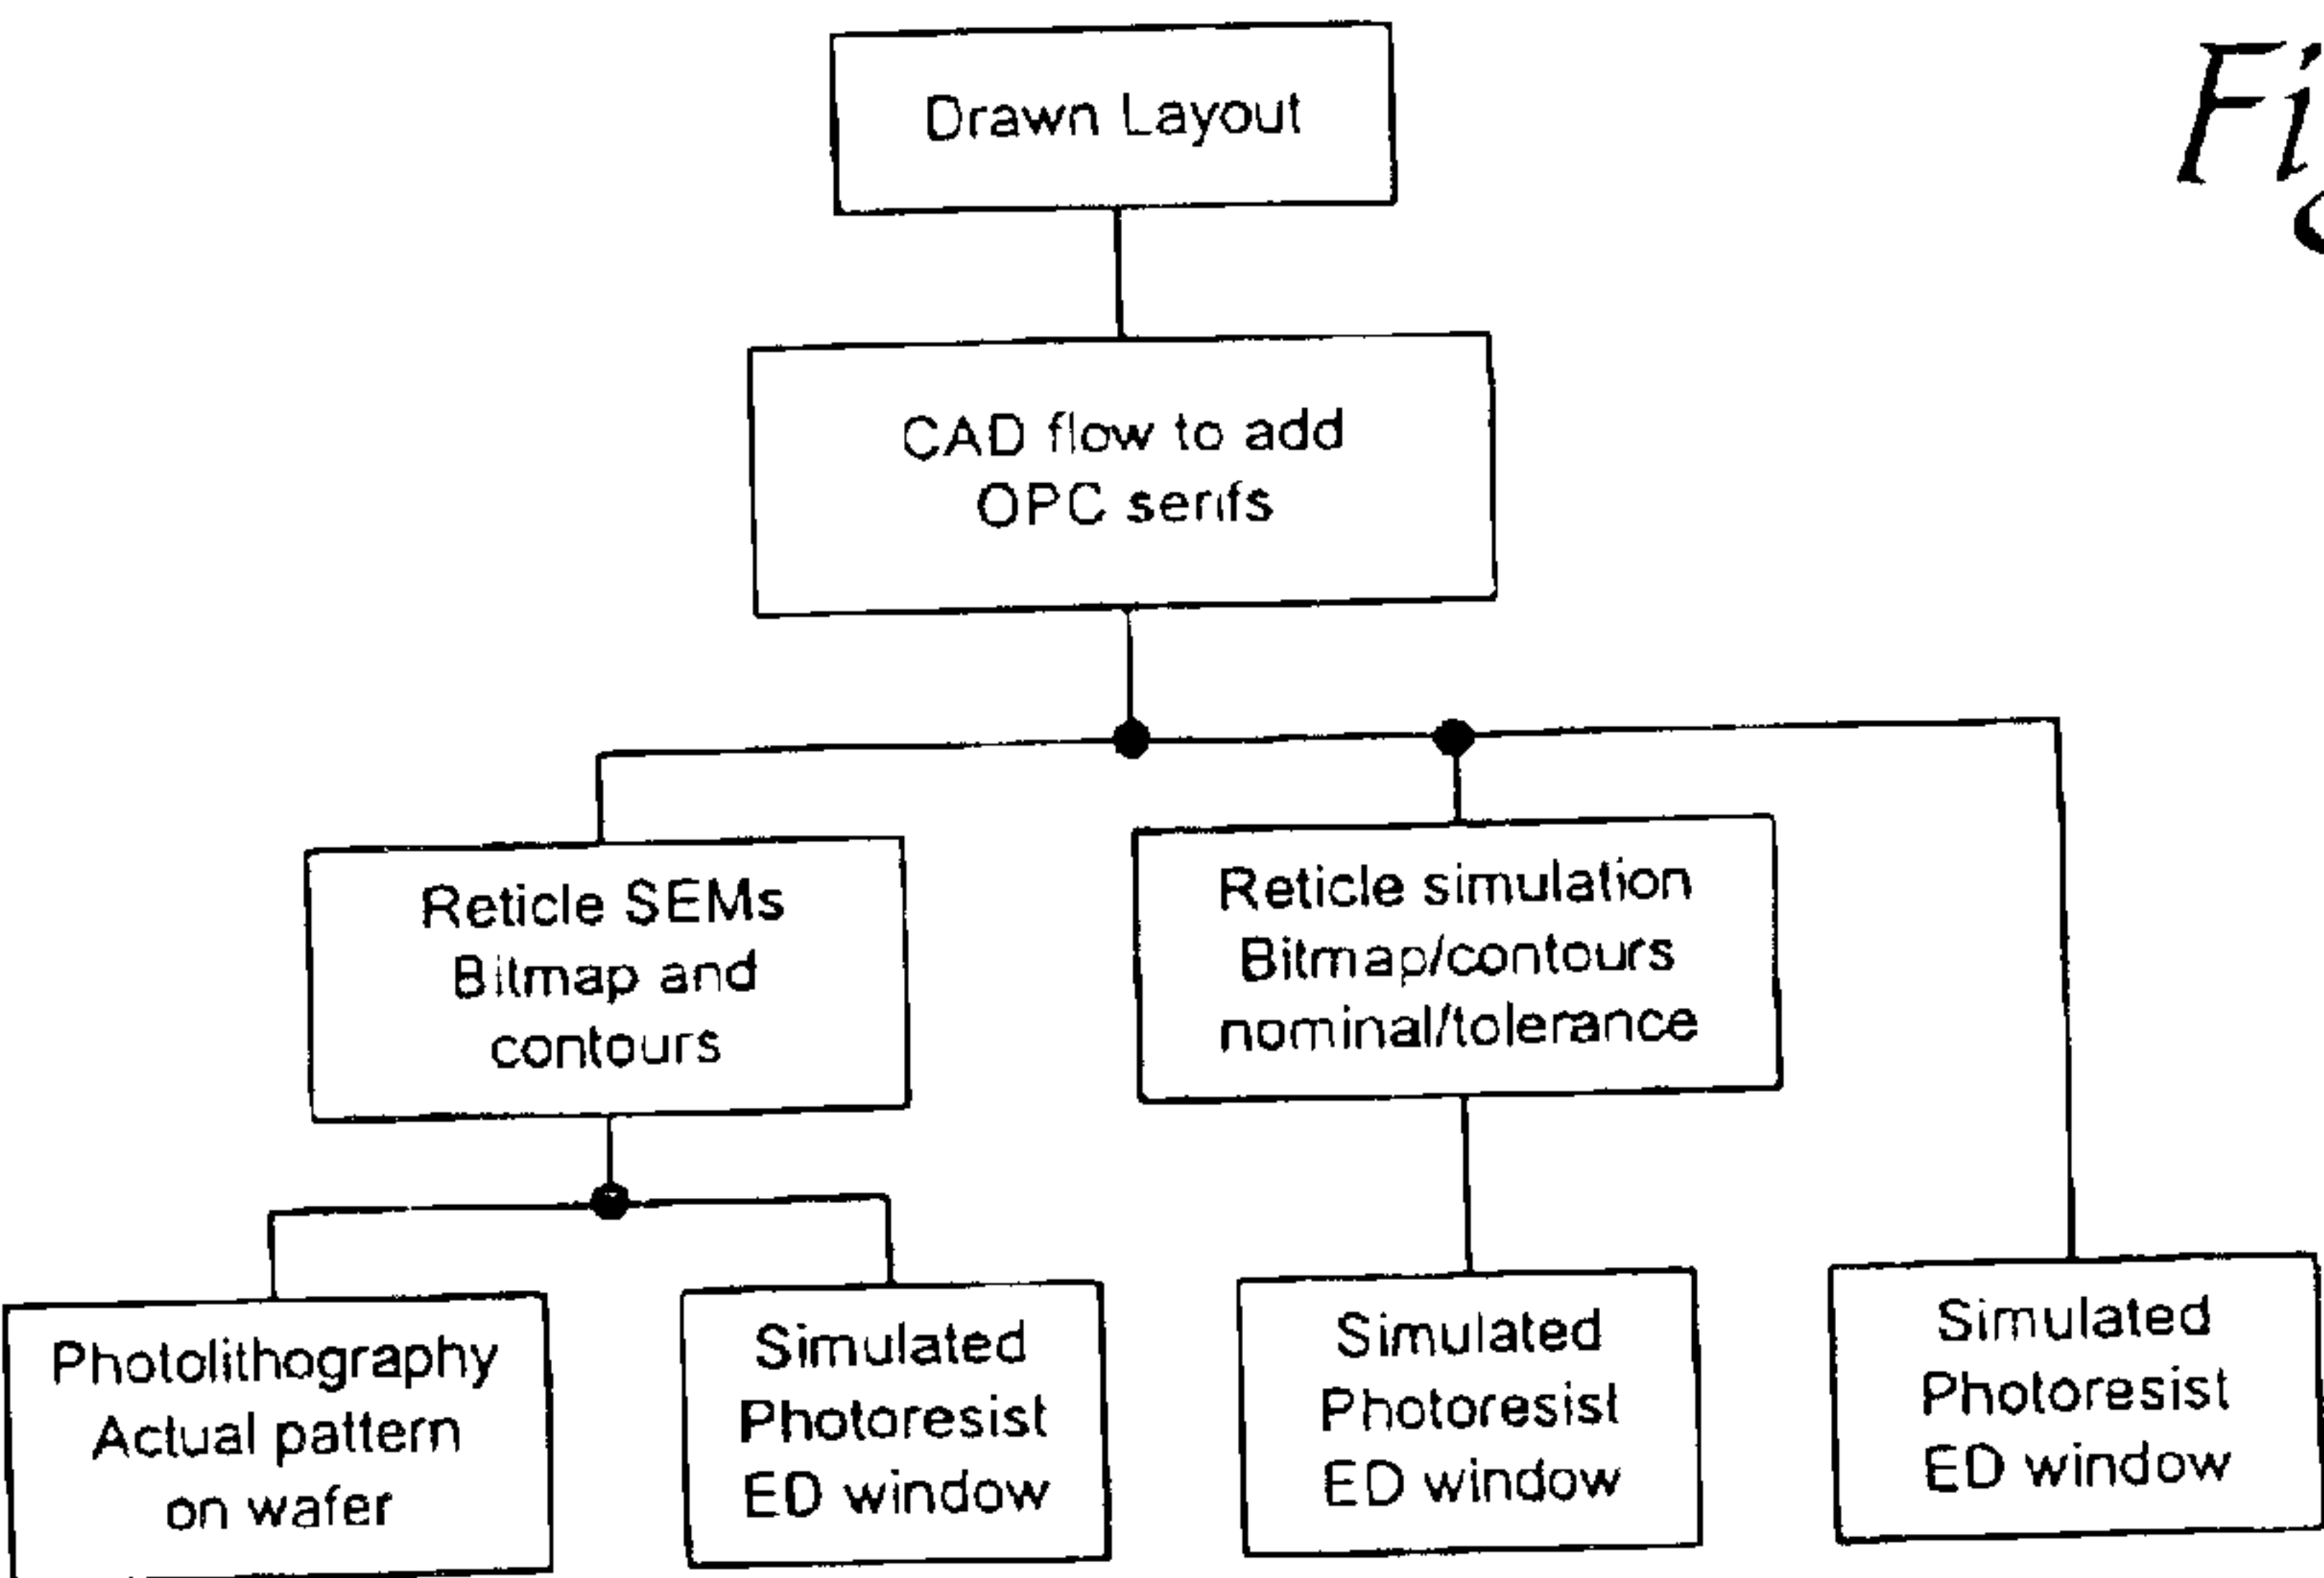 Drawn Layout
CAD flow to add
OPC serifs
Reticle SEMs
Bitmap and
contours
Reticle simulation
Bitmap/contours
nominal/tolerance
Photolithography
Actual pattern
on wafer
Simulated
Photoresist
ED window
Simulated
Photoresist
ED window
Simulated
Photoresist
ED window